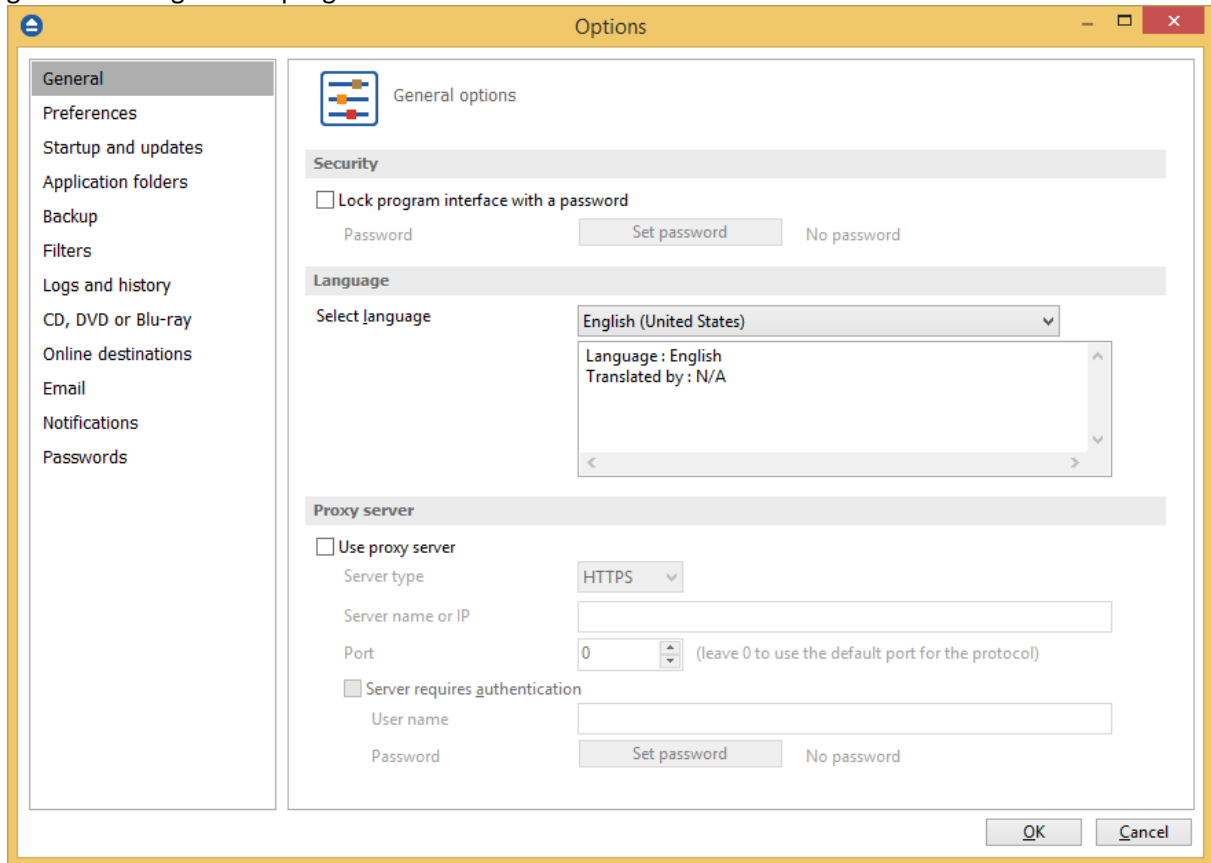 Options
General
Preferences
Startup and updates
Application folders
Backup
Filters
Logs and history
CD, DVD or Blu-ray
Online destinations
Email
Notifications
Passwords
General options
Security
Lock program interface with a password
Password Set password No password
Language
Select language English (United States)
Language : English
Translated by : N/A
Proxy server
Use proxy server
Server type HTTPS
Server name or IP
Port 0 (leave 0 to use the default port for the protocol)
Server requires authentication
User name
Password Set password No password
OK Cancel